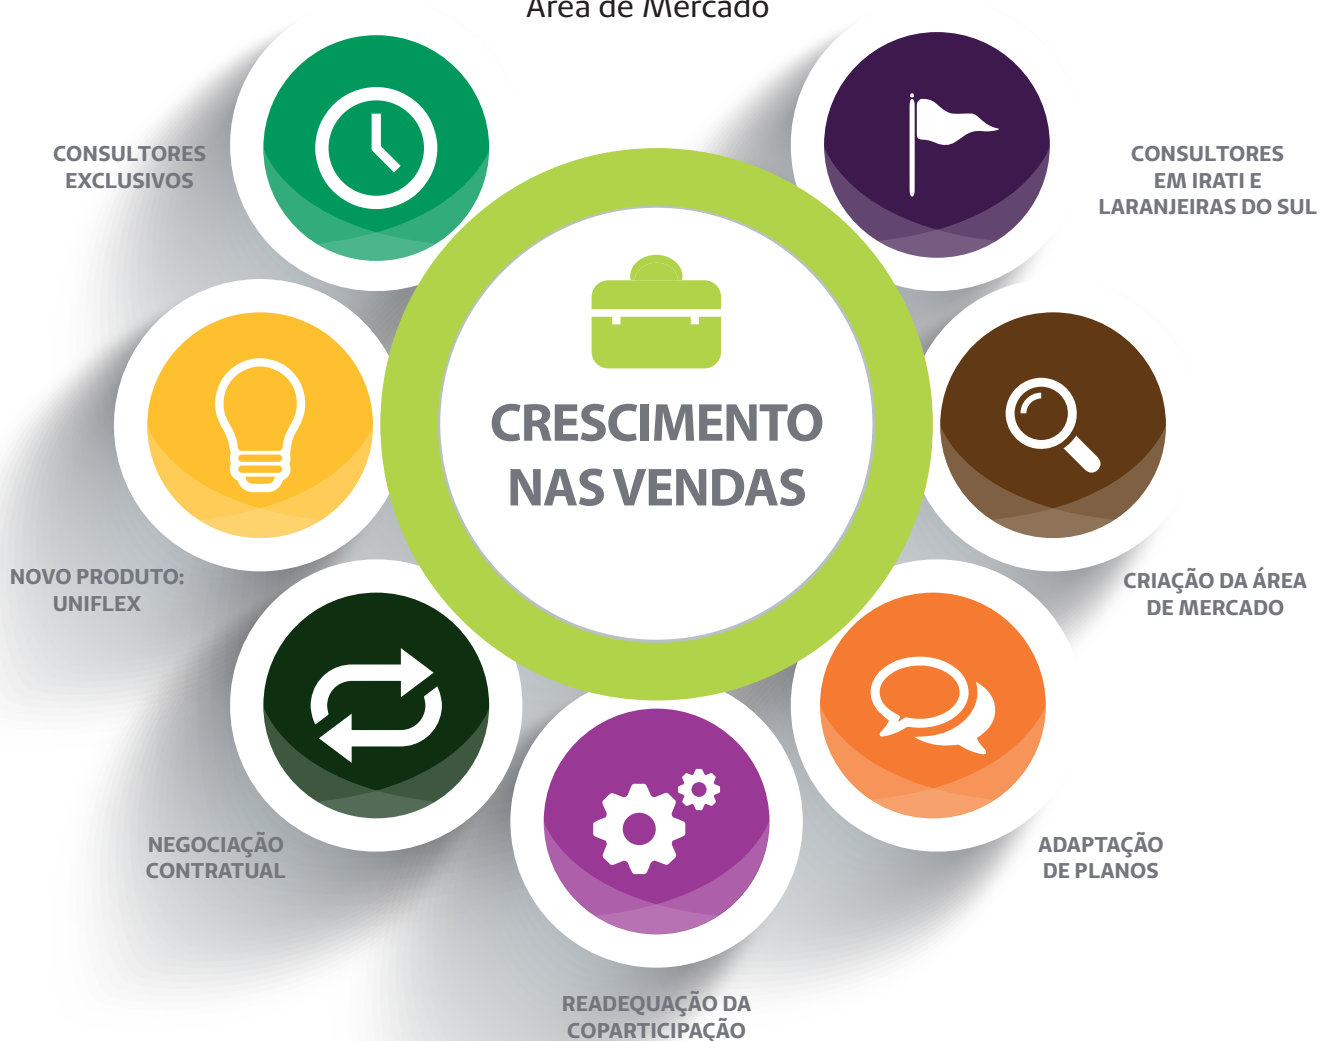 Área de Mercado
CONSULTORES
EXCLUSIVOS
CONSULTORES
EM IRATI E
LARANJEIRAS DO SUL
CRESCIMENTO
NAS VENDAS
NOVO PRODUTO:
UNIFLEX
CRIAÇÃO DA ÁREA
DE MERCADO
NEGOCIAÇÃO
CONTRATUAL
ADAPTAÇÃO
DE PLANOS
READEQUAÇÃO DA
COPARTICIPAÇÃO